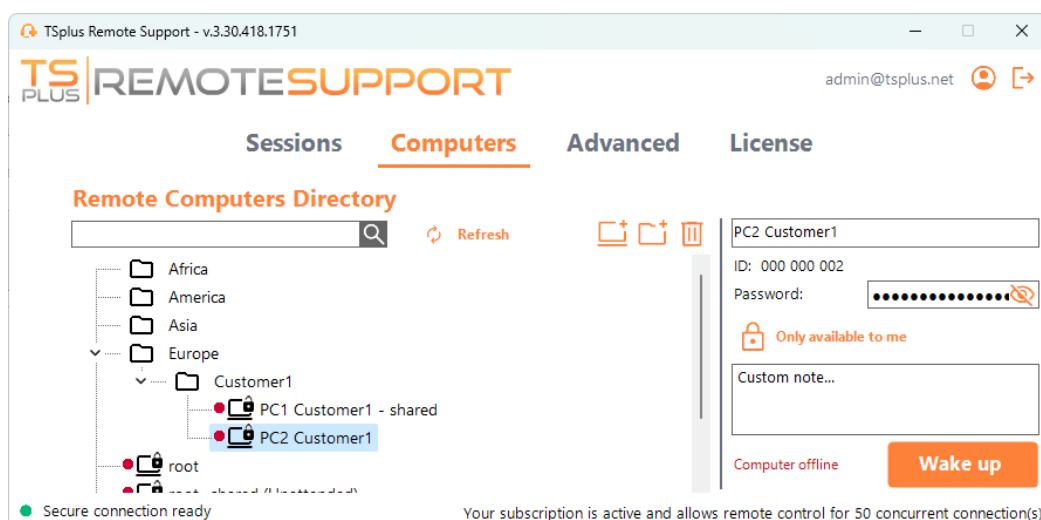 TSplus Remote Support - v.3.30.418.1751
TS PLUS REMOTESUPPORT
admin@tsplus.net
Sessions Computers Advanced License
Remote Computers Directory
Refresh
Africa
America
Asia
Europe
Customer1
PC1 Customer1 - shared
PC2 Customer1
root
PC2 Customer1
ID: 000 000 002
Password:
Only available to me
Custom note...
Computer offline
Wake up
Secure connection ready
Your subscription is active and allows remote control for 50 concurrent connection(s)